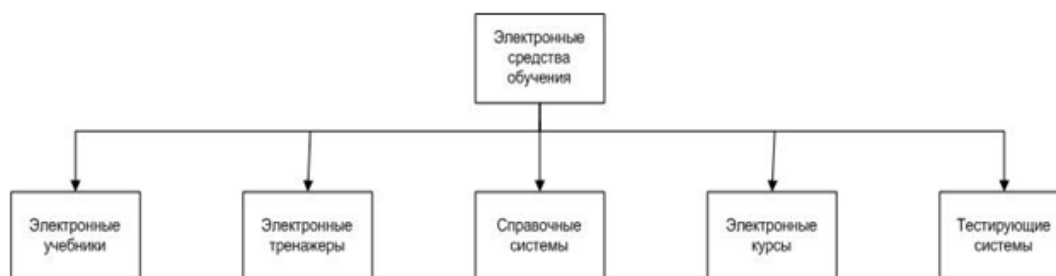 Электронные
средства
обучения
Электронные
учебники
Электронные
тренажеры
Справочные
системы
Электронные
курсы
Тестирующие
системы